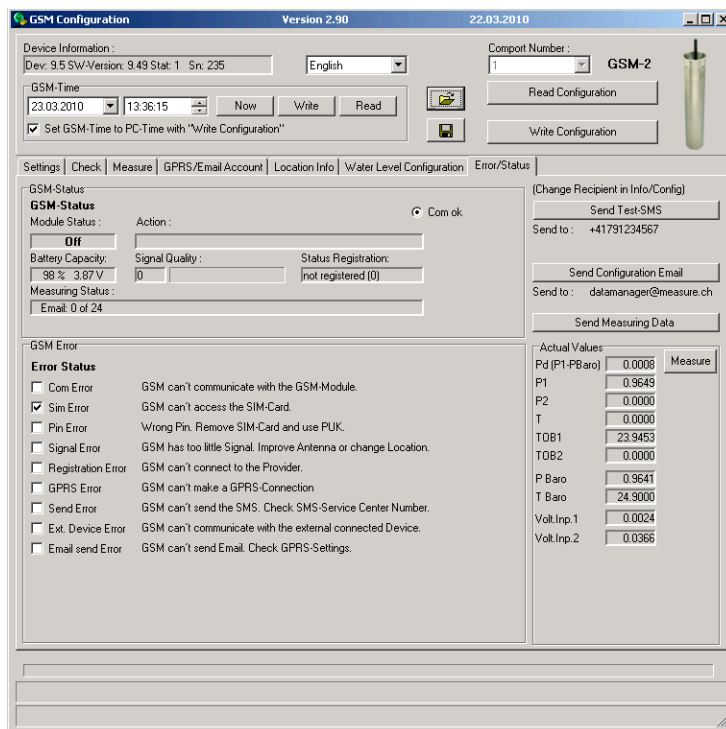 GSM Configuration Version 2.90 22.03.2010
Device Information :
Dev: 9.5 SW-Version: 9.49 Stat: 1 Sn: 235
English
Comport Number :
1
GSM-2
GSM-Time
23.03.2010 13:36:15 Now Write Read
Set GSM-Time to PC-Time with "Write Configuration"
Read Configuration
Write Configuration
Settings Check Measure GPRS/Email Account Location Info Water Level Configuration Error/Status
GSM-Status
GSM-Status
Com ok
Module Status : Action :
Off
Battery Capacity: Signal Quality : Status Registration:
98 % 3.87 V 0 not registered (0)
Measuring Status :
Email: 0 of 24
(Change Recipient in Info/Config)
Send Test-SMS
Send to : +41791234567
Send Configuration Email
Send to : datamanager@measure.ch
Send Measuring Data
GSM Error
Error Status
Com Error GSM can´t communicate with the GSM-Module.
Sim Error GSM can´t access the SIM-Card.
Pin Error Wrong Pin. Remove SIM-Card and use PUK.
Signal Error GSM has too little Signal. Improve Antenna or change Location.
Registration Error GSM can´t connect to the Provider.
GPRS Error GSM can´t make a GPRS-Connection
Send Error GSM can´t send the SMS. Check SMS-Service Center Number.
Ext. Device Error GSM can´t communicate with the external connected Device.
Email send Error GSM can´t send Email. Check GPRS-Settings.
Actual Values
Pd (P1-PBaro) 0.0008 Measure
P1 0.9649
P2 0.0000
T 0.0000
TOB1 23.9453
TOB2 0.0000
P Baro 0.9641
T Baro 24.9000
Volt.Inp.1 0.0024
Volt.Inp.2 0.0366